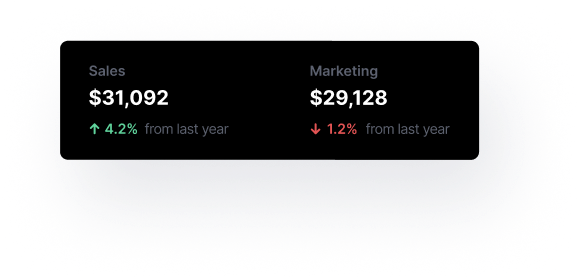 Sales
$31,092
↑ 4.2% from last year
Marketing
$29,128
↓ 1.2% from last year